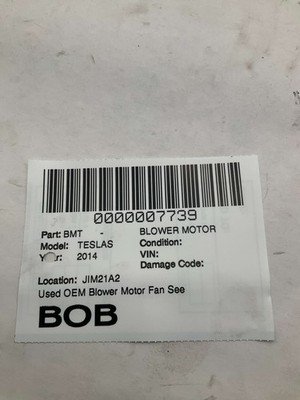 0000007739
Part: BMT - BLOWER MOTOR
Model: TESLAS Condition:
Year: 2014 VIN:
Damage Code:
Location: JIM21A2
Used OEM Blower Motor Fan See
BOB